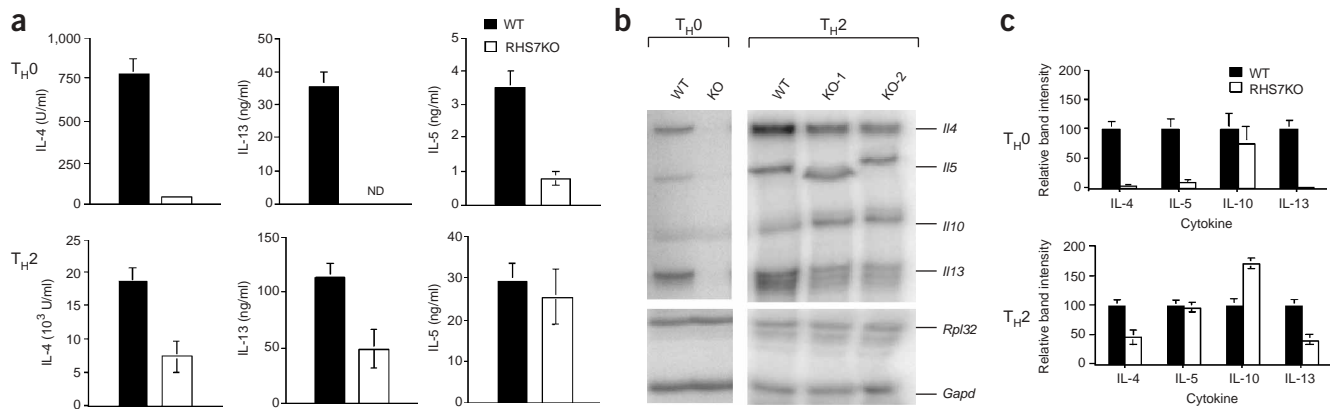 a
WT
RHS7KO
TH0
IL-4 (U/ml)
1,000
750
500
250
0
IL-13 (ng/ml)
50
40
30
20
10
0
ND
IL-5 (ng/ml)
5
4
3
2
1
0
TH2
IL-4 (10³ U/ml)
25
20
15
10
5
0
IL-13 (ng/ml)
150
100
50
0
IL-5 (ng/ml)
40
30
20
10
0
b
TH0
TH2
WT
KO
WT
KO-1
KO-2
Il4
Il5
Il10
Il13
Rpl32
Gapd
c
WT
RHS7KO
TH0
Relative band intensity
200
150
100
50
0
IL-4 IL-5 IL-10 IL-13
Cytokine
TH2
Relative band intensity
200
150
100
50
0
IL-4 IL-5 IL-10 IL-13
Cytokine